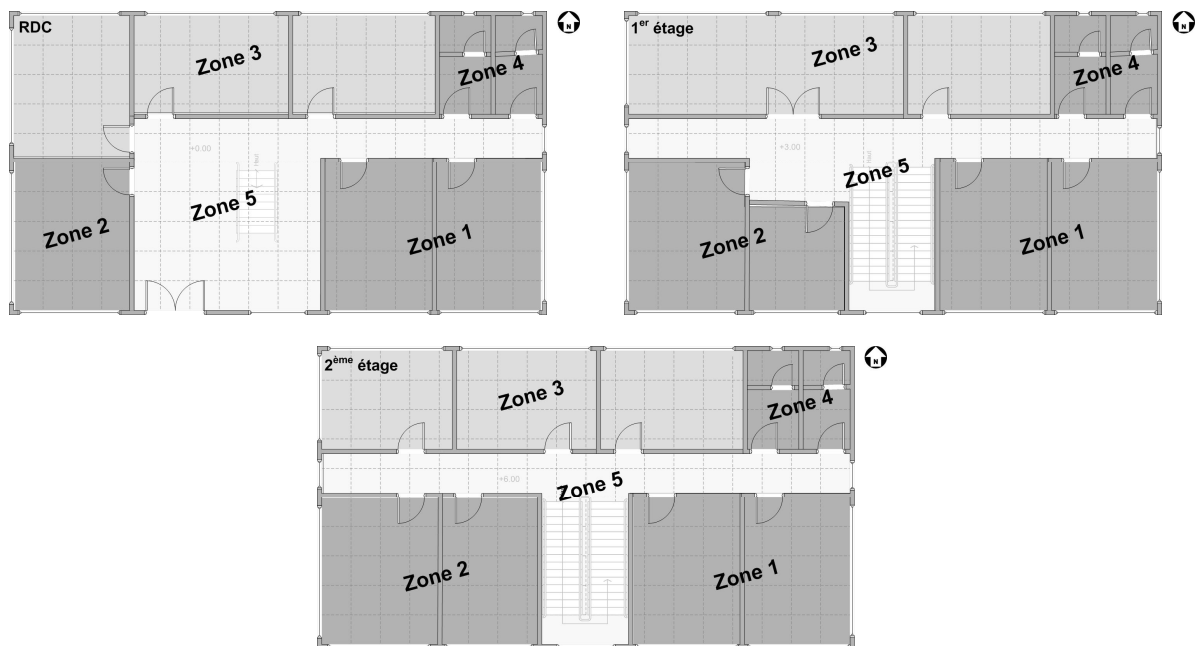 RDC
N
Zone 3
Zone 4
+0.00
Haut
Zone 5
Zone 2
Zone 1
1er étage
N
Zone 3
Zone 4
+3.00
Haut
Zone 5
Zone 2
Zone 1
2ème étage
N
Zone 3
Zone 4
+6.00
Zone 5
Zone 2
Zone 1